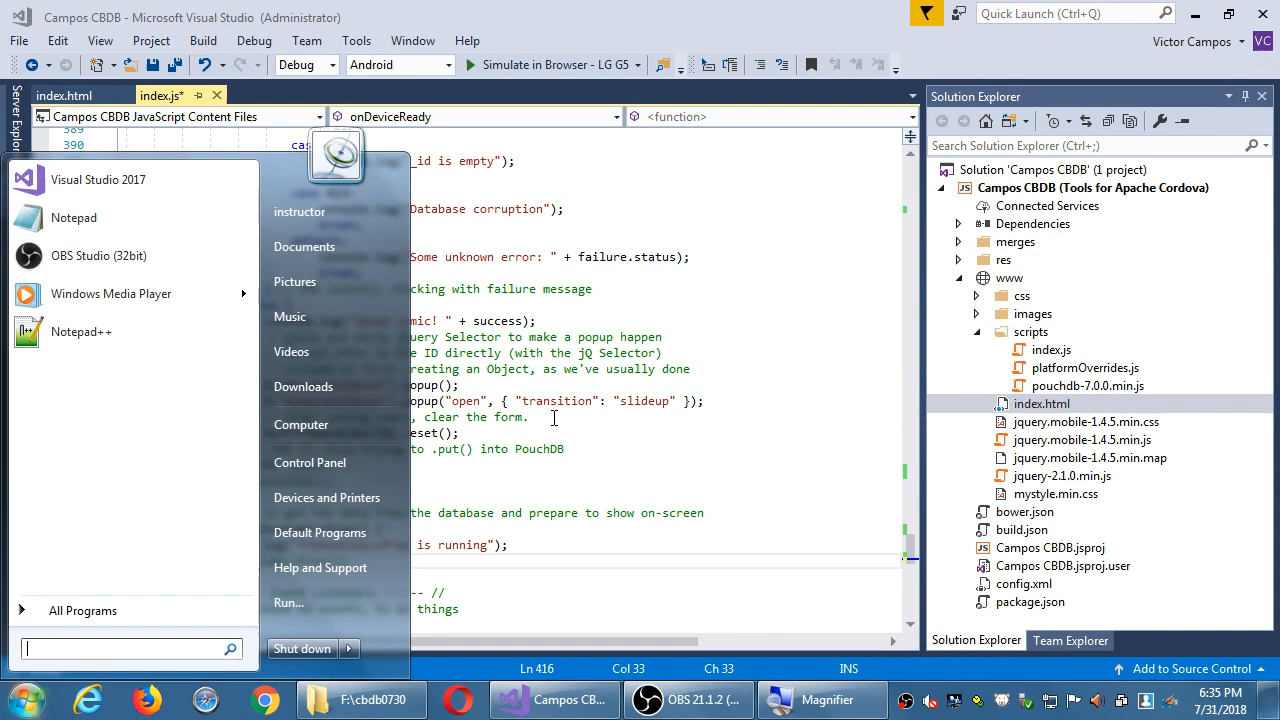 Campos CBDB - Microsoft Visual Studio (Administrator)
Quick Launch (Ctrl+Q)
File Edit View Project Build Debug Team Tools Window Help
Victor Campos VC
Debug Android Simulate in Browser - LG G5
Server Explorer
index.html index.js*
Campos CBDB JavaScript Content Files onDeviceReady <function>
389
390 case
_id is empty");
Database corruption");
Some unknown error: " + failure.status);
king with failure message
mic! " + success);
uery Selector to make a popup happen
the ID directly (with the jQ Selector)
eating an Object, as we've usually done
popup();
popup("open", { "transition": "slideup" });
, clear the form.
eset();
to .put() into PouchDB
the database and prepare to show on-screen
is running");
-- //
things
Ln 416 Col 33 Ch 33 INS
Add to Source Control
Solution Explorer
Search Solution Explorer (Ctrl+;)
Solution 'Campos CBDB' (1 project)
JS Campos CBDB (Tools for Apache Cordova)
Connected Services
Dependencies
merges
res
www
css
images
scripts
index.js
platformOverrides.js
pouchdb-7.0.0.min.js
index.html
jquery.mobile-1.4.5.min.css
jquery.mobile-1.4.5.min.js
jquery.mobile-1.4.5.min.map
jquery-2.1.0.min.js
mystyle.min.css
bower.json
build.json
JS Campos CBDB.jsproj
Campos CBDB.jsproj.user
config.xml
package.json
Solution Explorer Team Explorer
Visual Studio 2017
Notepad
OBS Studio (32bit)
Windows Media Player
Notepad++
All Programs
instructor
Documents
Pictures
Music
Videos
Downloads
Computer
Control Panel
Devices and Printers
Default Programs
Help and Support
Run...
Shut down
F:\cbdb0730
Campos CB...
OBS 21.1.2 (...
Magnifier
6:35 PM
7/31/2018